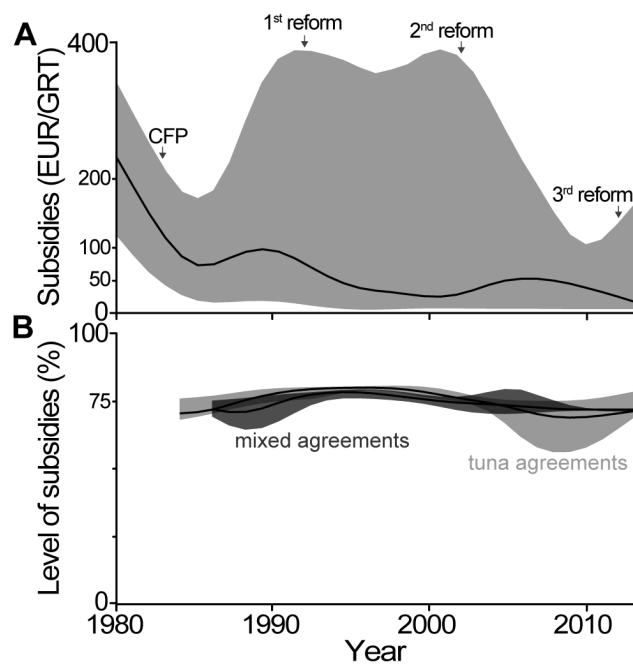 A
1st reform
2nd reform
CFP
3rd reform
Subsidies (EUR/GRT)
400
200
100
50
0
B
100
75
0
Level of subsidies (%)
mixed agreements
tuna agreements
1980
1990
2000
2010
Year